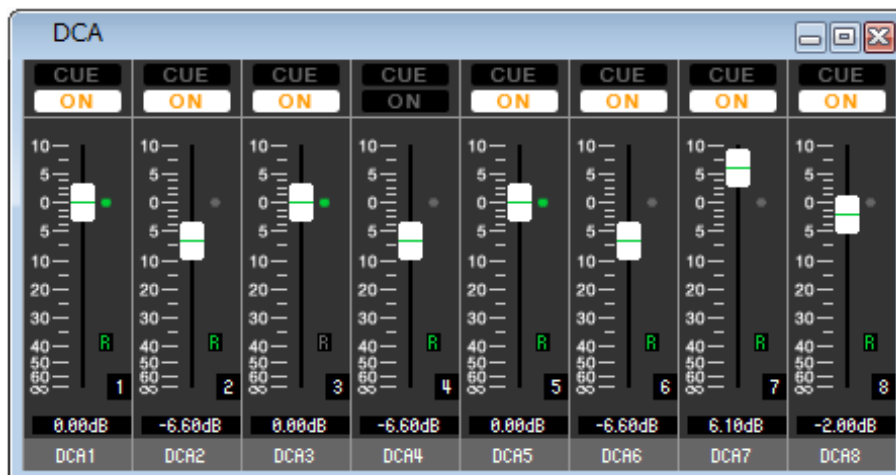 DCA
CUE CUE CUE CUE CUE CUE CUE CUE
ON ON ON ON ON ON ON ON
10 10 10 10 10 10 10 10
5 5 5 5 5 5 5 5
0 0 0 0 0 0 0 0
5 5 5 5 5 5 5 5
10 10 10 10 10 10 10 10
20 20 20 20 20 20 20 20
30 30 30 30 30 30 30 30
40 R 40 R 40 R 40 R 40 R 40 R 40 R 40 R
50 50 50 50 50 50 50 50
60 60 60 60 60 60 60 60
∞ 1 ∞ 2 ∞ 3 ∞ 4 ∞ 5 ∞ 6 ∞ 7 ∞ 8
0.00dB -6.60dB 0.00dB -6.60dB 0.00dB -6.60dB 6.10dB -2.00dB
DCA1 DCA2 DCA3 DCA4 DCA5 DCA6 DCA7 DCA8